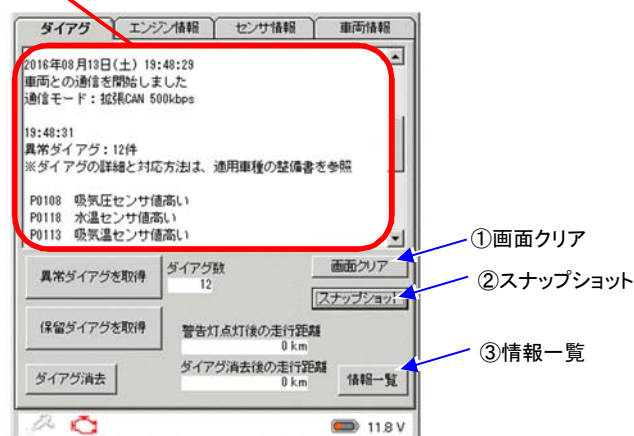 ダイアグ エンジン情報 センサ情報 車両情報
2016年08月13日(土) 19:48:29
車両との通信を開始しました
通信モード：拡張CAN 500kbps
19:48:31
異常ダイアグ：12件
※ダイアグの詳細と対応方法は、適用車種の整備書を参照
P0108 吸気圧センサ値高い
P0118 水温センサ値高い
P0113 吸気温センサ値高い
異常ダイアグを取得 ダイアグ数 画面クリア ①画面クリア
12
スナップショット ②スナップショット
保留ダイアグを取得 警告灯点灯後の走行距離
0 km
ダイアグ消去 ダイアグ消去後の走行距離 ③情報一覧
0 km 情報一覧
11.8 V